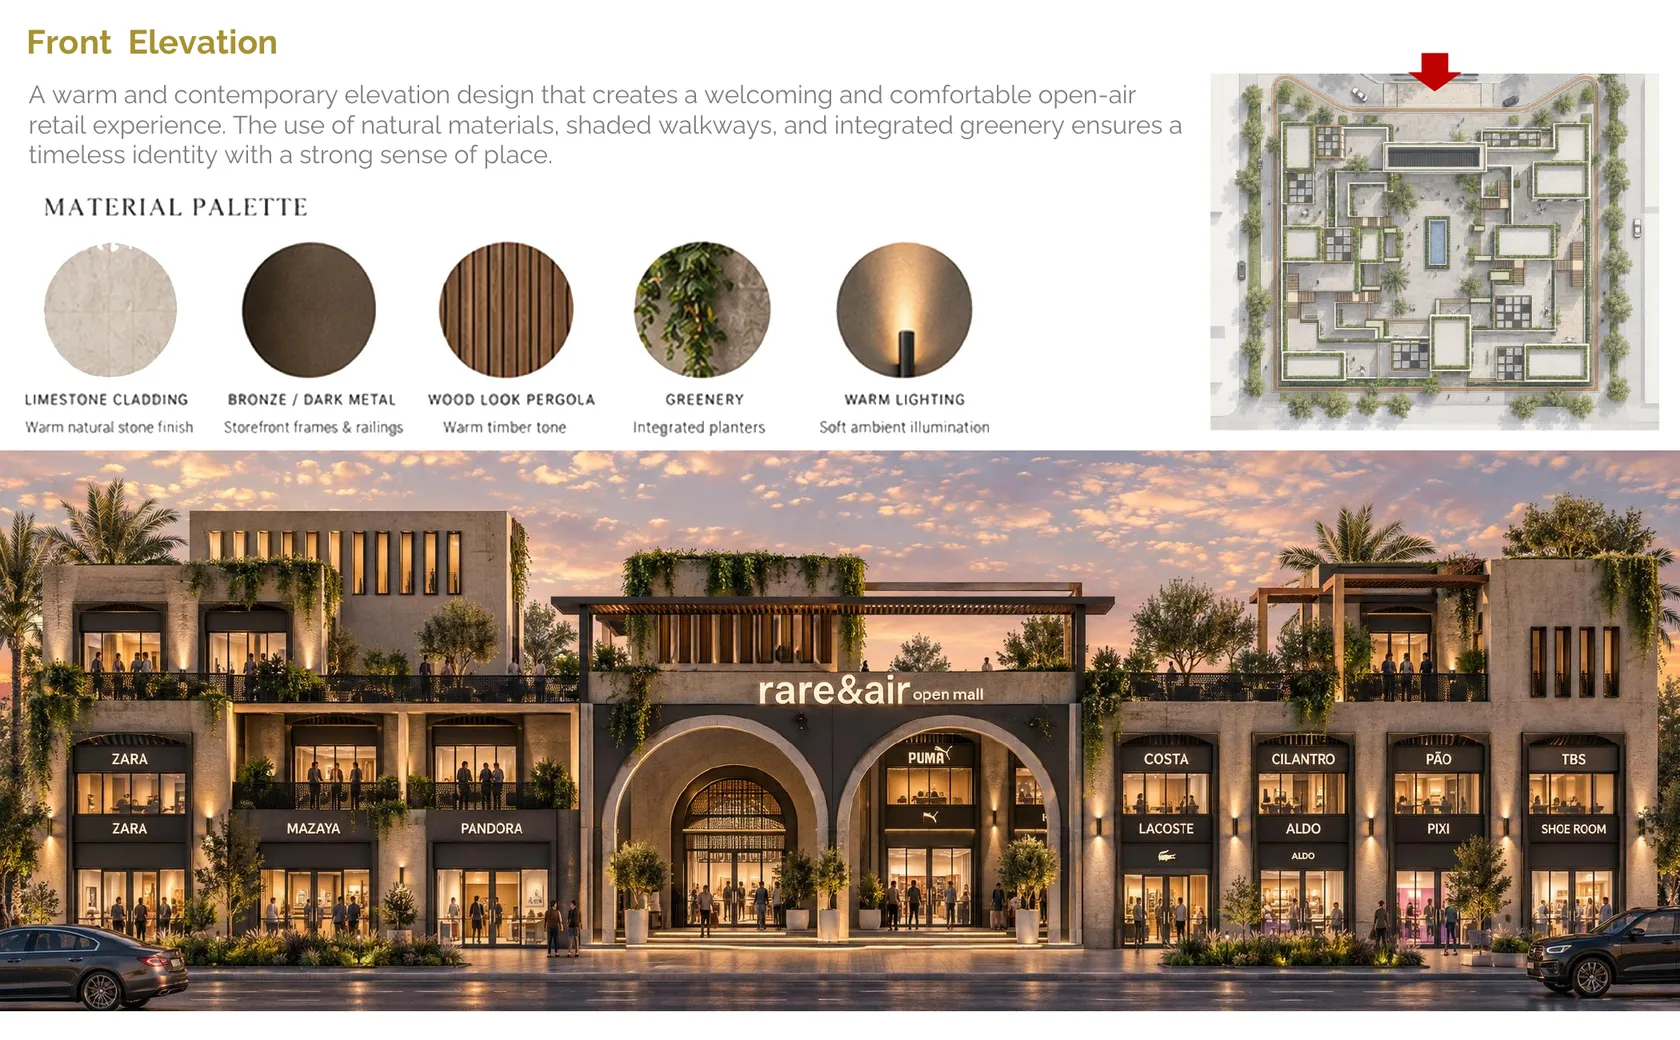 Front Elevation
A warm and contemporary elevation design that creates a welcoming and comfortable open-air
retail experience. The use of natural materials, shaded walkways, and integrated greenery ensures a
timeless identity with a strong sense of place.
MATERIAL PALETTE
LIMESTONE CLADDING
Warm natural stone finish
BRONZE / DARK METAL
Storefront frames & railings
WOOD LOOK PERGOLA
Warm timber tone
GREENERY
Integrated planters
WARM LIGHTING
Soft ambient illumination
rare&air open mall
ZARA
ZARA
MAZAYA
PANDORA
PUMA
COSTA
CILANTRO
PÃO
TBS
LACOSTE
ALDO
PIXI
SHOE ROOM
ALDO